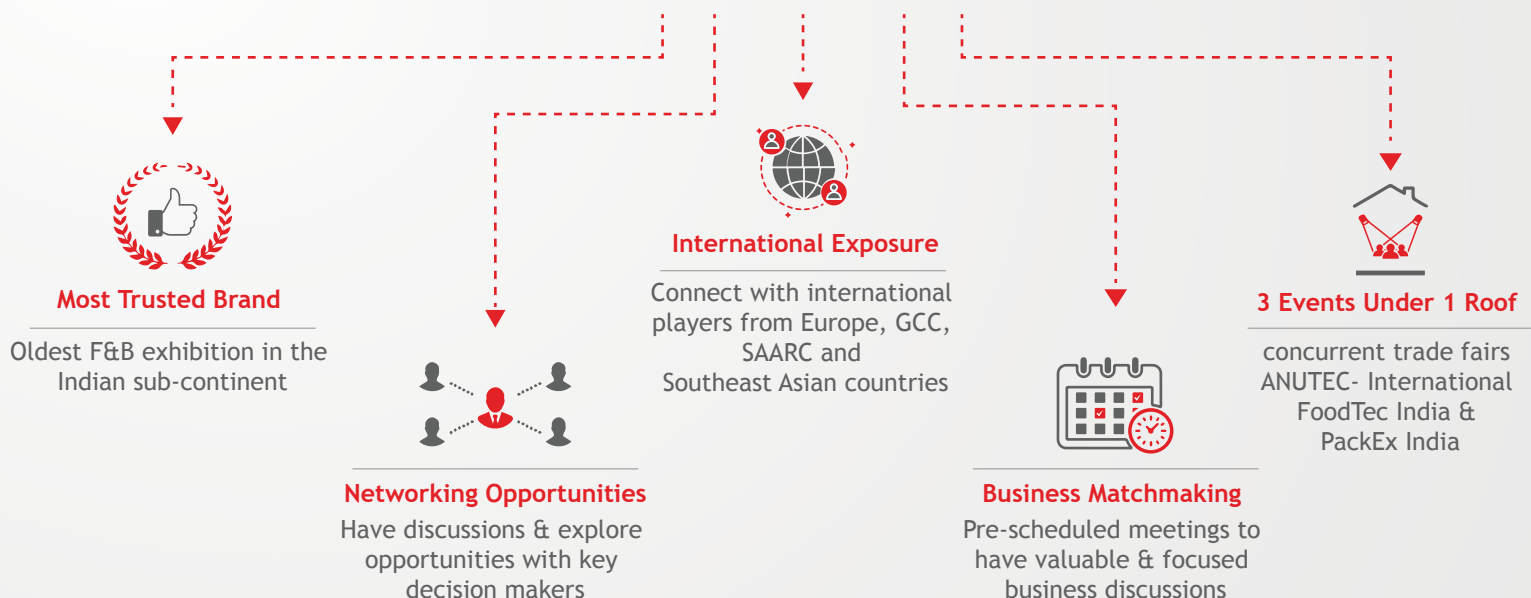 Most Trusted Brand
Oldest F&B exhibition in the
Indian sub-continent
Networking Opportunities
Have discussions & explore
opportunities with key
decision makers
International Exposure
Connect with international
players from Europe, GCC,
SAARC and
Southeast Asian countries
Business Matchmaking
Pre-scheduled meetings to
have valuable & focused
business discussions
3 Events Under 1 Roof
concurrent trade fairs
ANUTEC- International
FoodTec India &
PackEx India